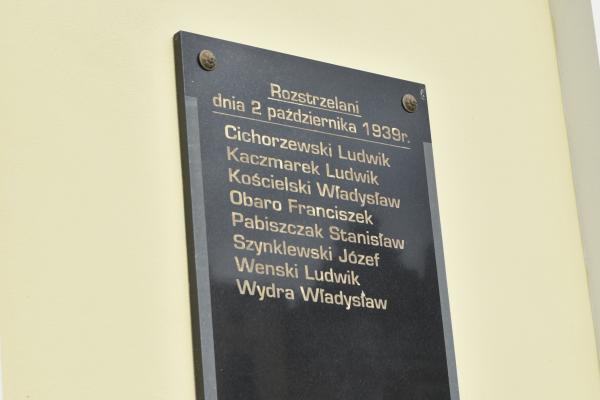 Rozstrzelani
dnia 2 października 1939r.
Cichorzewski Ludwik
Kaczmarek Ludwik
Kościelski Władysław
Obaro Franciszek
Pabiszczak Stanisław
Szynklewski Józef
Wenski Ludwik
Wydra Władysław